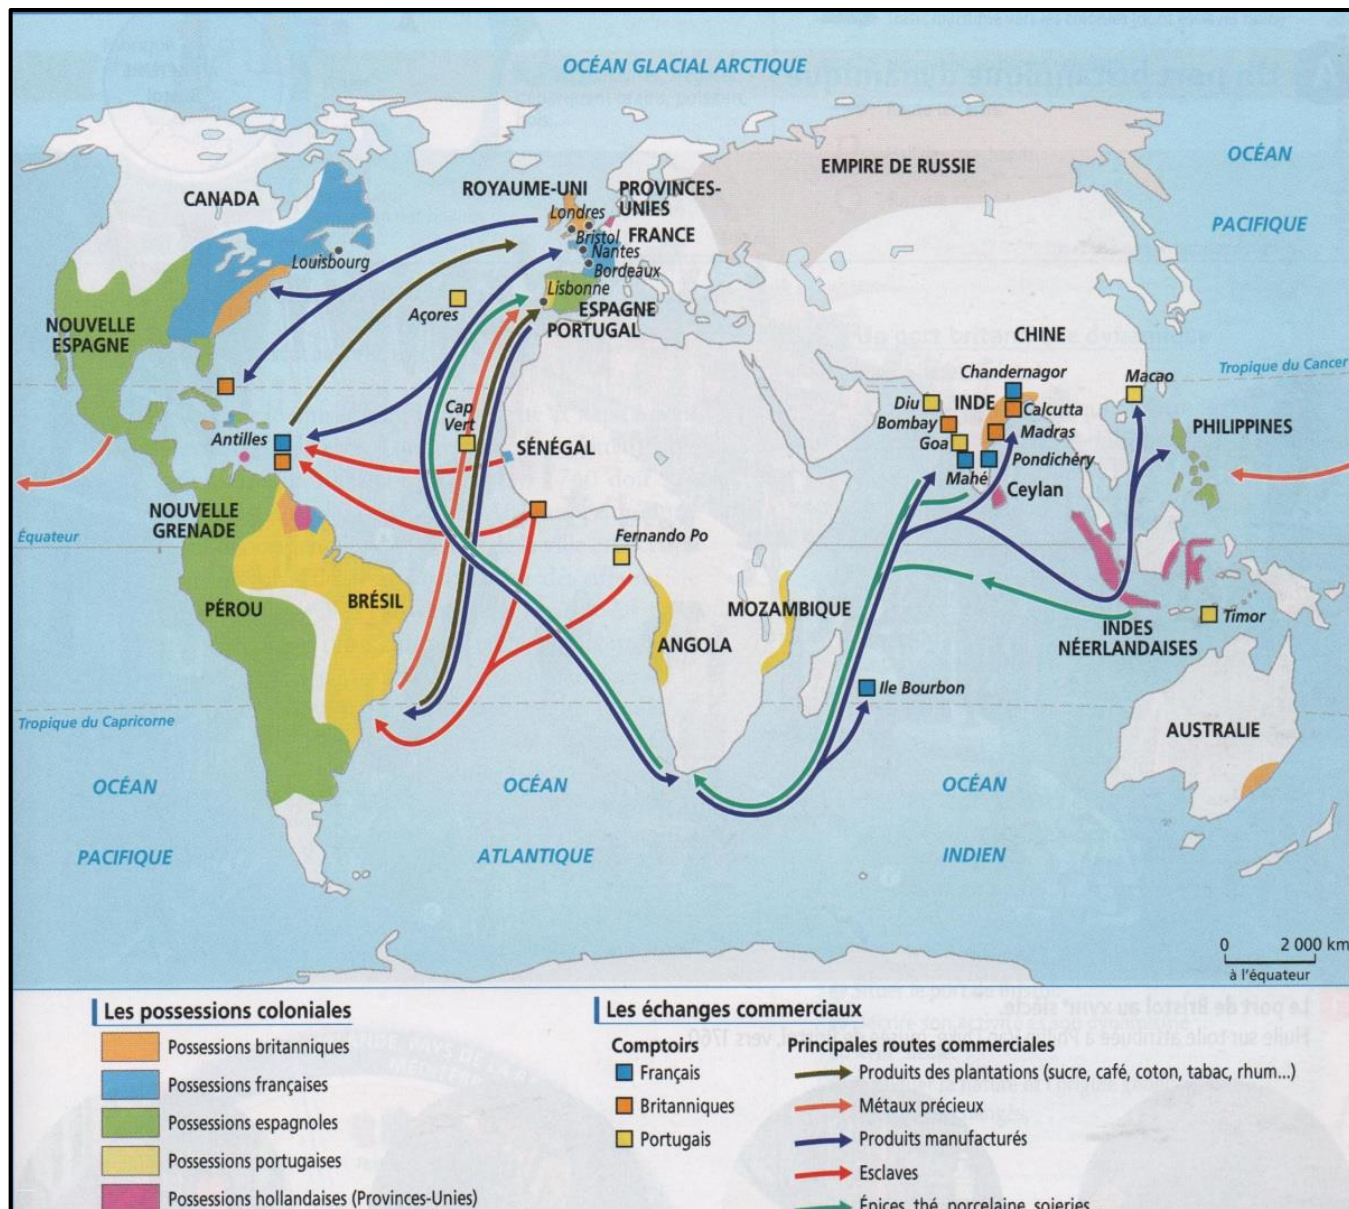 OCÉAN GLACIAL ARCTIQUE
EMPIRE DE RUSSIE
OCÉAN
PACIFIQUE
CANADA
ROYAUME-UNI
PROVINCES-
UNIES
Londres
Bristol
FRANCE
Nantes
Bordeaux
Louisbourg
Lisbonne
Açores
ESPAGNE
PORTUGAL
NOUVELLE
ESPAGNE
CHINE
Tropique du Cancer
Chandernagor
Macao
Diu
INDE
Bombay
Calcutta
Goa
Madras
PHILIPPINES
Cap
Vert
Antilles
SÉNÉGAL
Pondichéry
Mahé
Ceylan
NOUVELLE
GRENADE
Équateur
Fernando Po
PÉROU
BRÉSIL
MOZAMBIQUE
ANGOLA
Timor
INDES
NÉERLANDAISES
Ile Bourbon
Tropique du Capricorne
AUSTRALIE
OCÉAN
PACIFIQUE
OCÉAN
ATLANTIQUE
OCÉAN
INDIEN
0 2 000 km
à l'équateur
Les possessions coloniales
Possessions britanniques
Possessions françaises
Possessions espagnoles
Possessions portugaises
Possessions hollandaises (Provinces-Unies)
Les échanges commerciaux
Comptoirs
Français
Britanniques
Portugais
Principales routes commerciales
Produits des plantations (sucre, café, coton, tabac, rhum...)
Métaux précieux
Produits manufacturés
Esclaves
Épices, thé, porcelaine, soieries